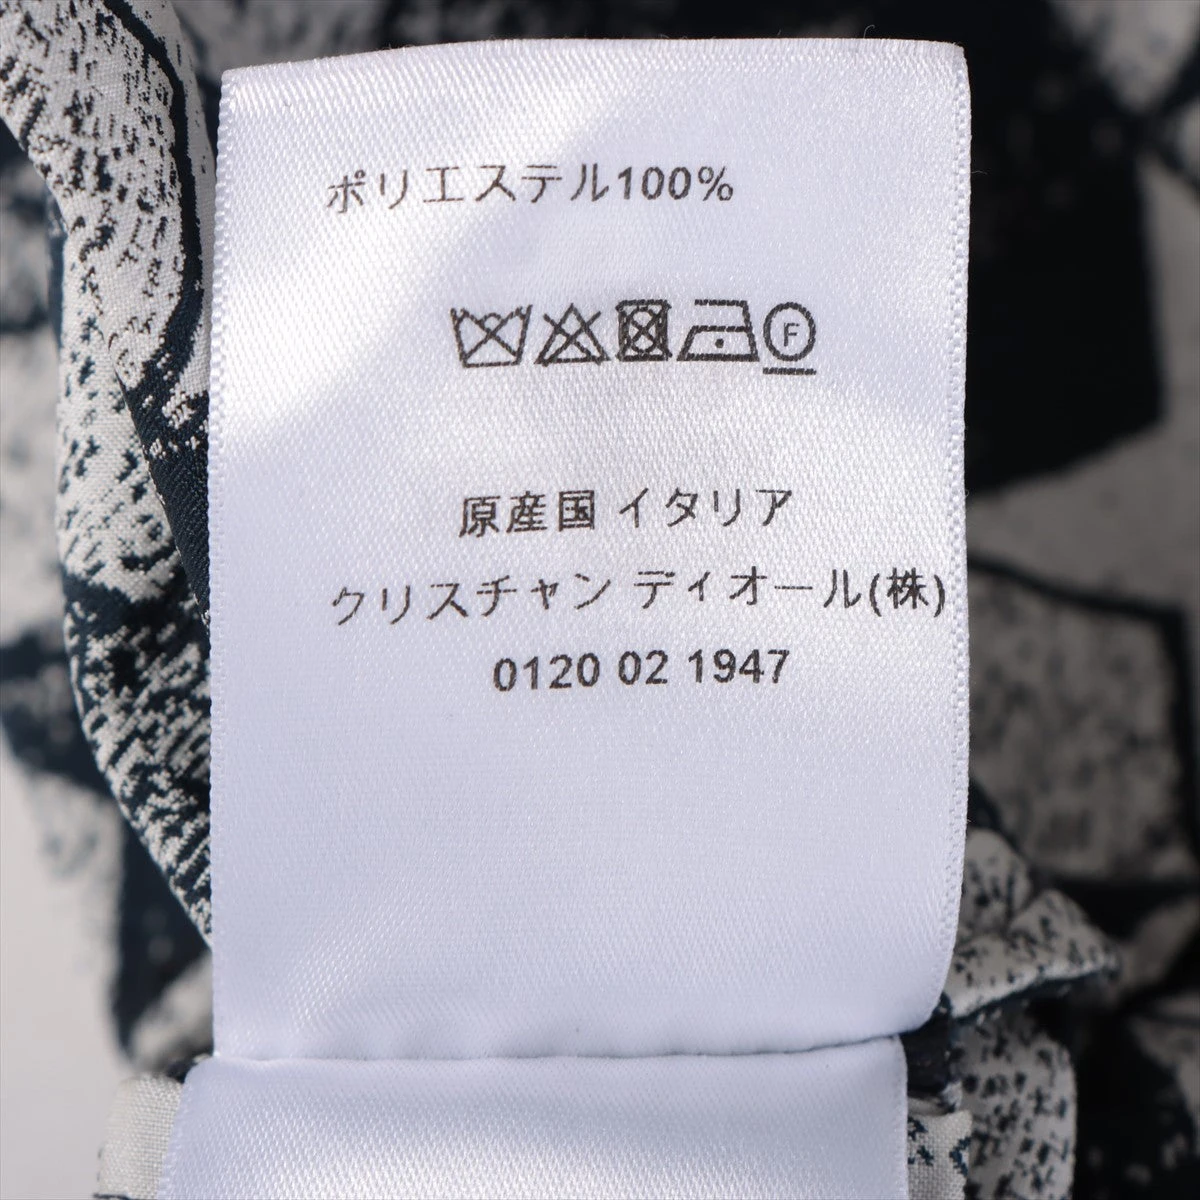 ポリエステル100%
F
原産国 イタリア
クリスチャン ディオール(株)
0120 02 1947